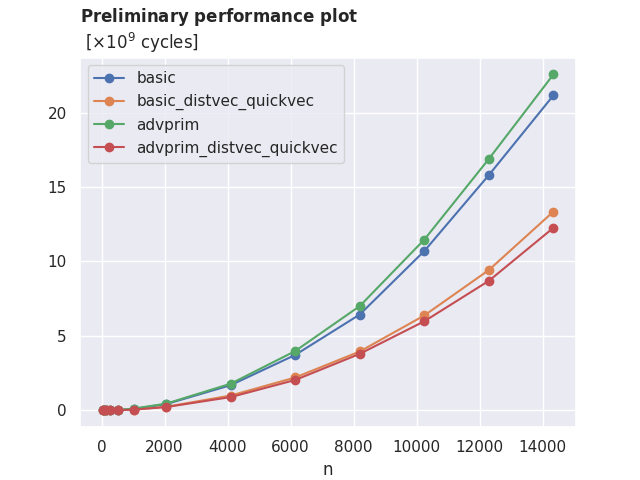 Preliminary performance plot
[×10⁹ cycles]
basic
basic_distvec_quickvec
advprim
advprim_distvec_quickvec
20
15
10
5
0
0 2000 4000 6000 8000 10000 12000 14000
n